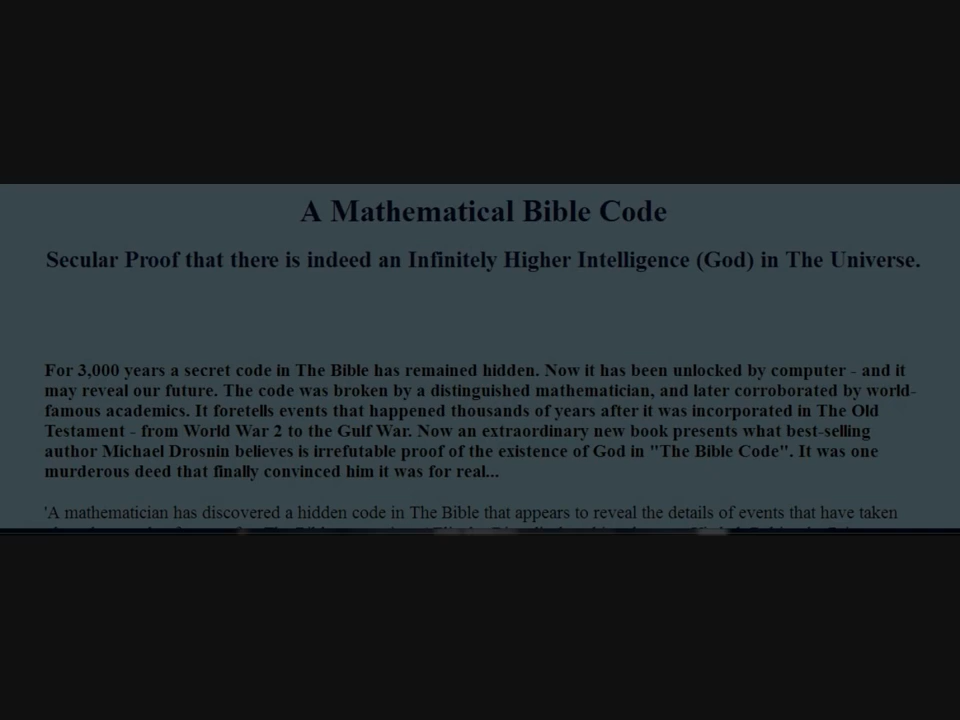 A Mathematical Bible Code
Secular Proof that there is indeed an Infinitely Higher Intelligence (God) in The Universe.
For 3,000 years a secret code in The Bible has remained hidden. Now it has been unlocked by computer - and it
may reveal our future. The code was broken by a distinguished mathematician, and later corroborated by world-
famous academics. It foretells events that happened thousands of years after it was incorporated in The Old
Testament - from World War 2 to the Gulf War. Now an extraordinary new book presents what best-selling
author Michael Drosnin believes is irrefutable proof of the existence of God in "The Bible Code". It was one
murderous deed that finally convinced him it was for real...
'A mathematician has discovered a hidden code in The Bible that appears to reveal the details of events that have taken